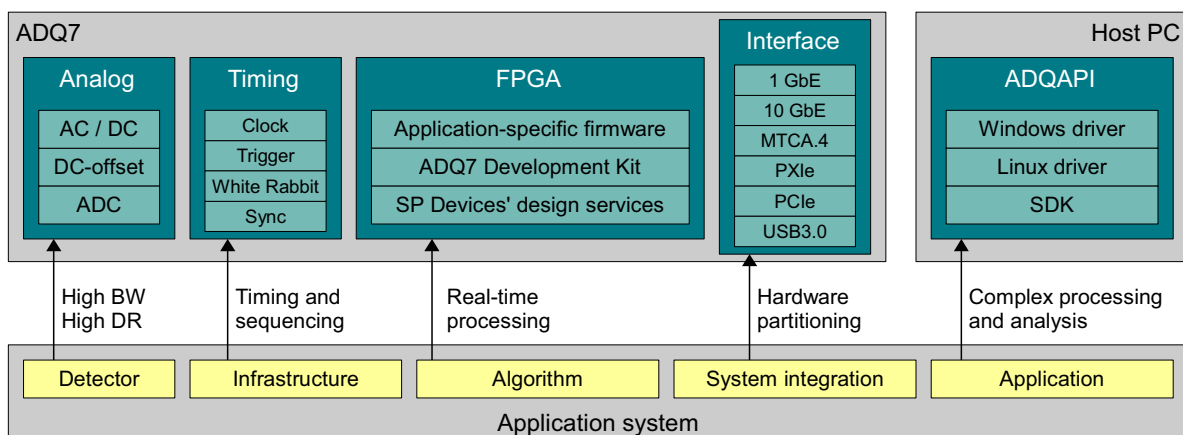 ADQ7
Host PC
Analog
AC / DC
DC-offset
ADC
Timing
Clock
Trigger
White Rabbit
Sync
FPGA
Application-specific firmware
ADQ7 Development Kit
SP Devices' design services
Interface
1 GbE
10 GbE
MTCA.4
PXIe
PCIe
USB3.0
ADQAPI
Windows driver
Linux driver
SDK
High BW
High DR
Timing and
sequencing
Real-time
processing
Hardware
partitioning
Complex processing
and analysis
Detector
Infrastructure
Algorithm
System integration
Application
Application system